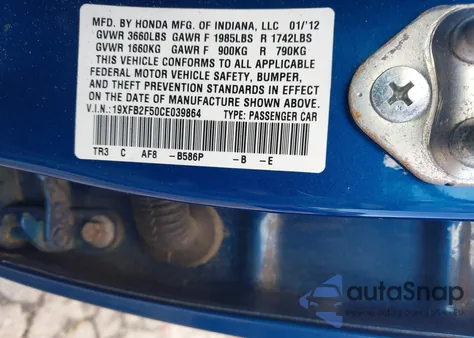 MFD. BY HONDA MFG. OF INDIANA, LLC 01/'12
GVWR 3660LBS GAWR F 1985LBS R 1742LBS
GVWR 1660KG GAWR F 900KG R 790KG
THIS VEHICLE CONFORMS TO ALL APPLICABLE
FEDERAL MOTOR VEHICLE SAFETY, BUMPER,
AND THEFT PREVENTION STANDARDS IN EFFECT
ON THE DATE OF MANUFACTURE SHOWN ABOVE.
V.I.N.:19XFB2F50CE039864 TYPE: PASSENGER CAR
TR3 C AF8 -B586P -B -E
autoSnap